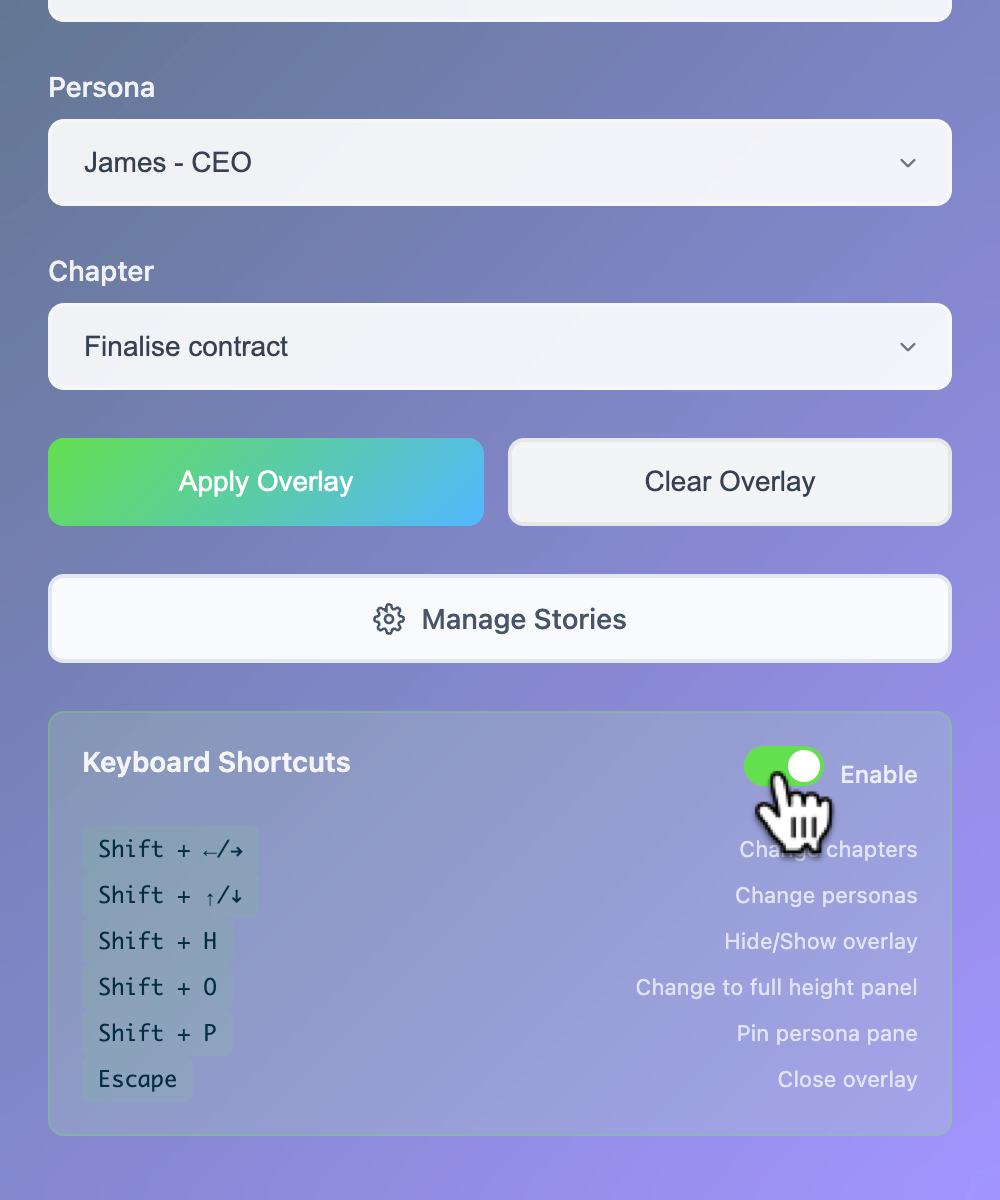 Persona
James - CEO
Chapter
Finalise contract
Apply Overlay
Clear Overlay
Manage Stories
Keyboard Shortcuts
Enable
Shift + ←/→
Change chapters
Shift + ↑/↓
Change personas
Shift + H
Hide/Show overlay
Shift + O
Change to full height panel
Shift + P
Pin persona pane
Escape
Close overlay